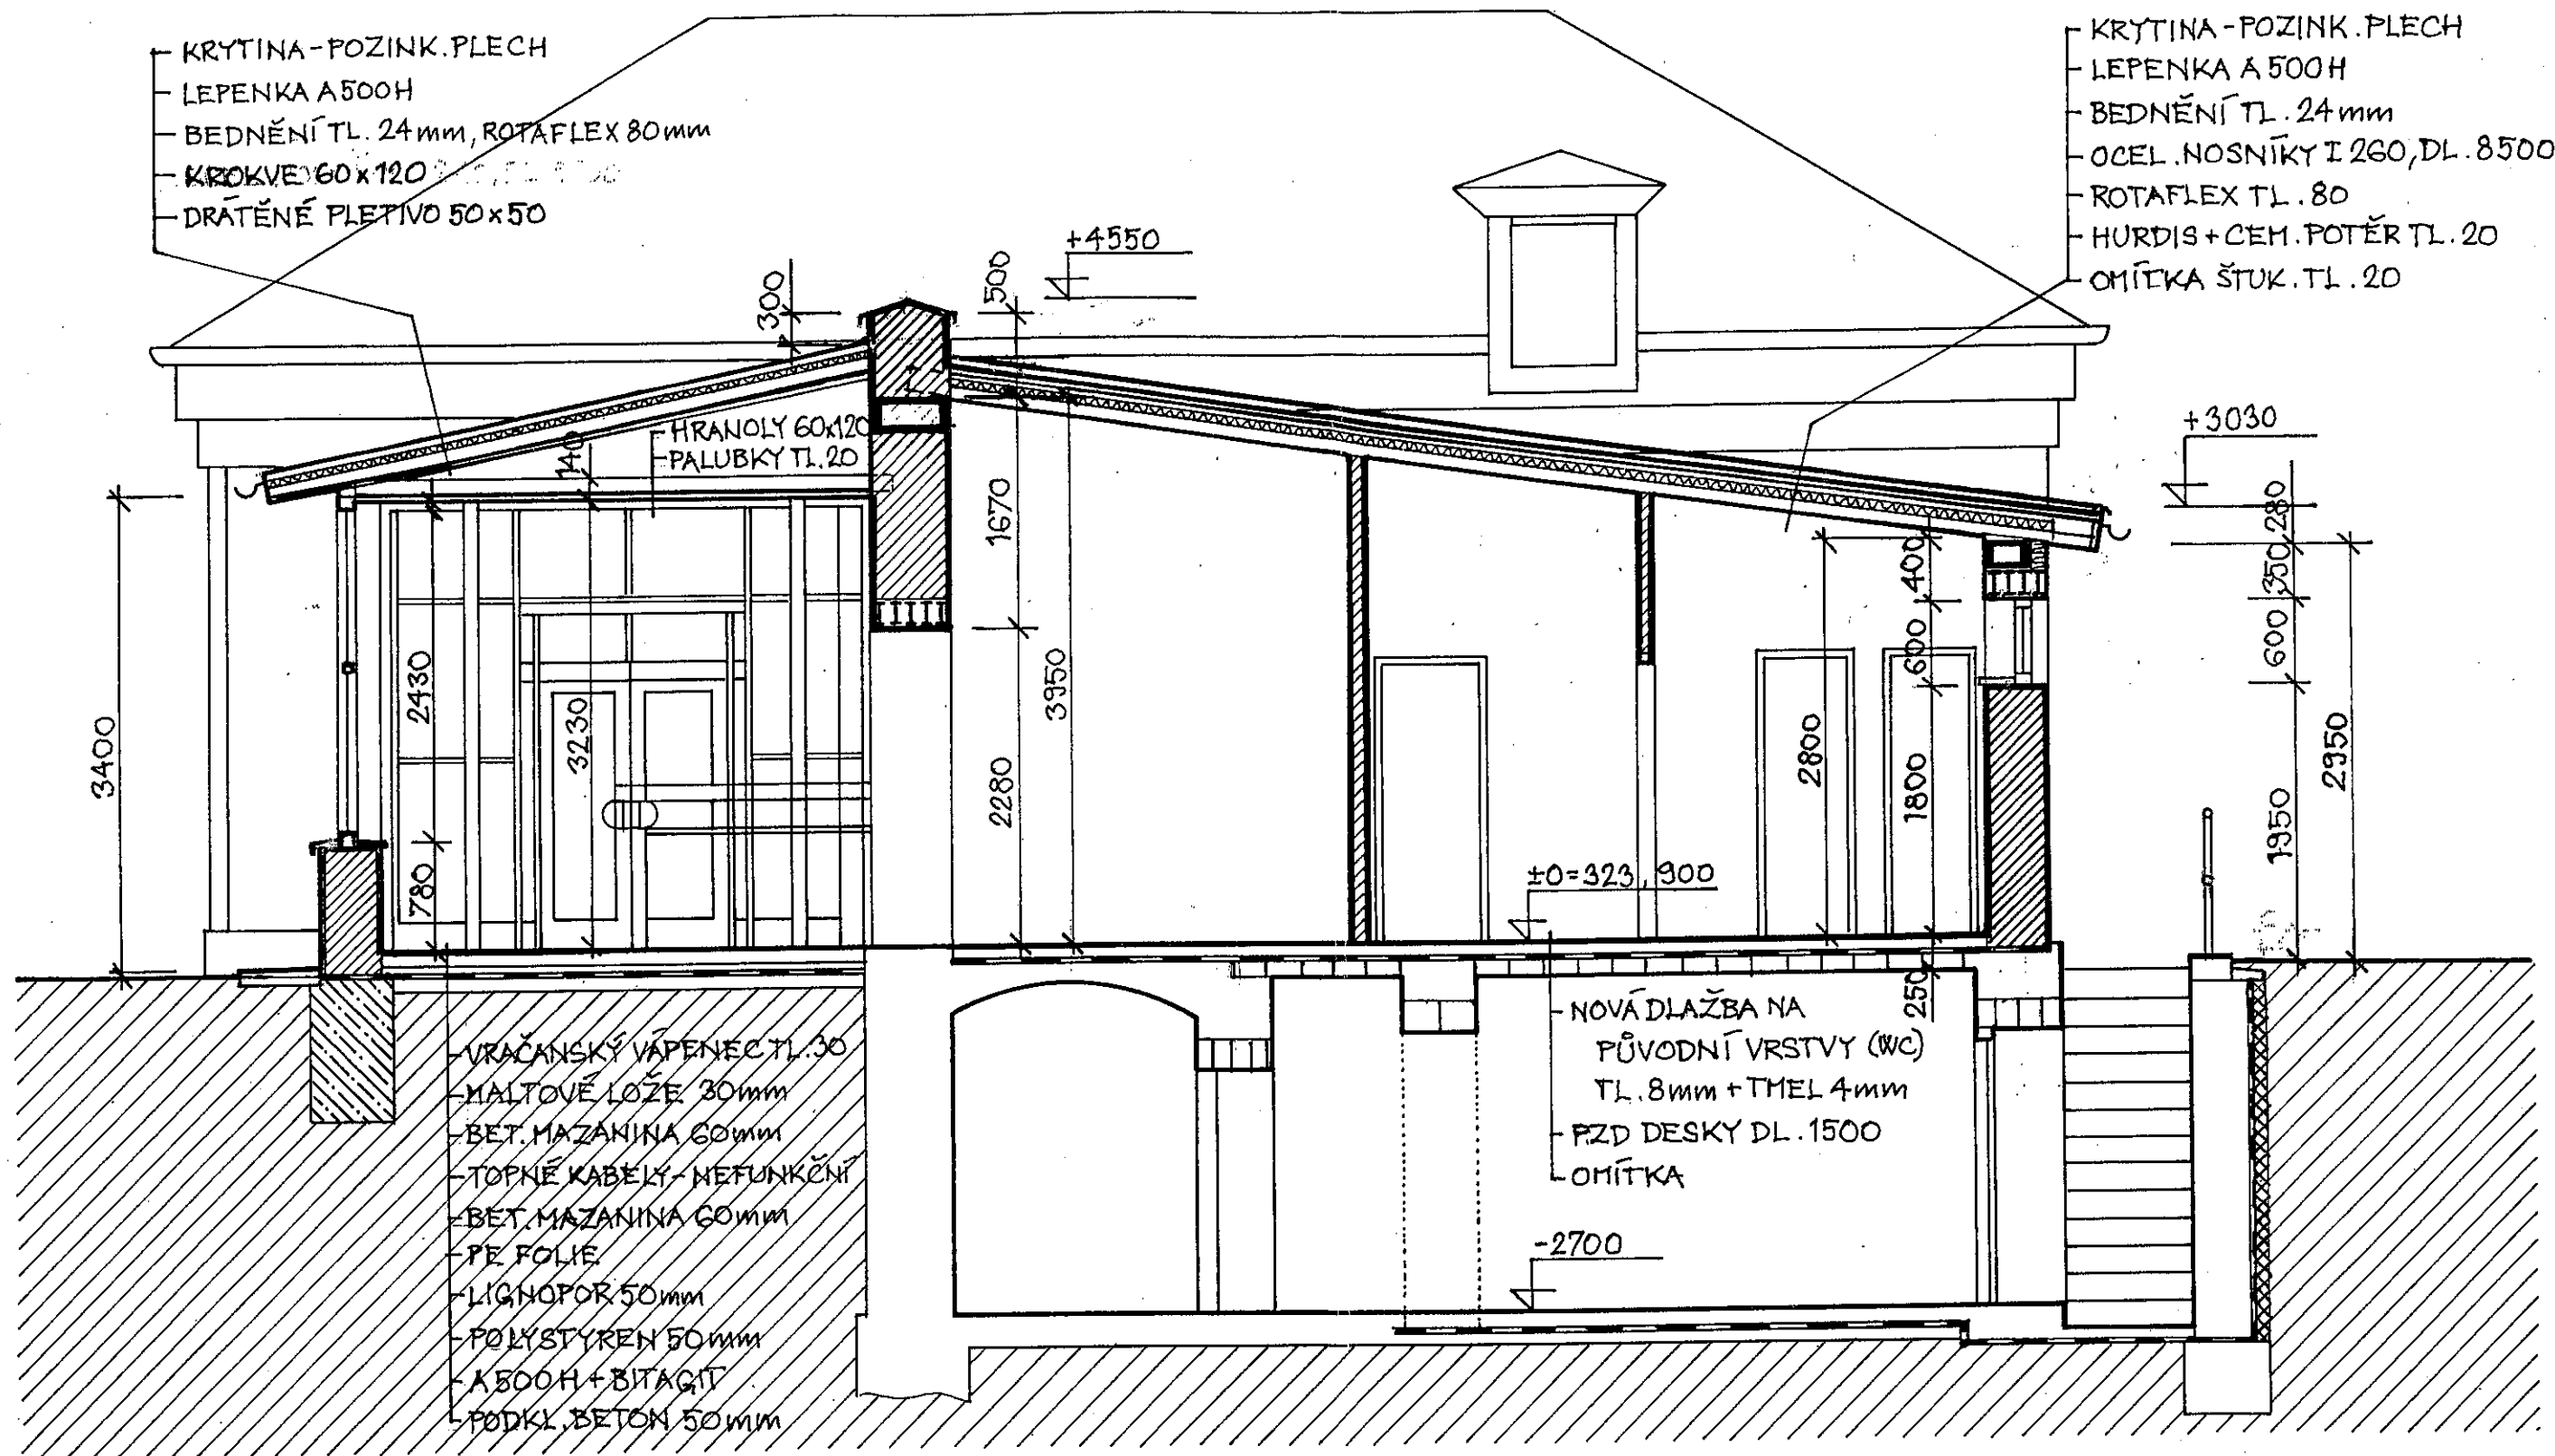 KRYTINA-POZINK.PLECH
LEPENKA A500H
BEDNĚNÍ TL. 24mm, ROTAFLEX 80mm
KROKVE 60x120
DRÁTĚNÉ PLETIVO 50x50
KRYTINA-POZINK.PLECH
LEPENKA A500H
BEDNĚNÍ TL. 24mm
OCEL.NOSNÍKY I 260, DL. 8500
ROTAFLEX TL. 80
HURDIS + CEM. POTĚR TL. 20
OMÍTKA ŠTUK. TL. 20
+4550
300
500
+3030
HRANOLY 60x120
PALUBKY TL.20
140
1670
280
350
400
600
600
2430
3230
3950
3400
2280
2800
1800
2950
1950
780
±0=323,900
250
NOVÁ DLAŽBA NA
PŮVODNÍ VRSTVY (WC)
TL. 8mm + TMEL 4mm
PZD DESKY DL. 1500
OMÍTKA
-2700
VRAČANSKÝ VÁPENEC TL. 30
MALTOVÉ LOŽE 30mm
BET. MAZANINA 60mm
TOPNÉ KABELY-NEFUNKČNÍ
BET. MAZANINA 60mm
PE FOLIE
LIGNOPOR 50mm
POLYSTYREN 50mm
A500H + BITAGIT
PODKL. BETON 50mm